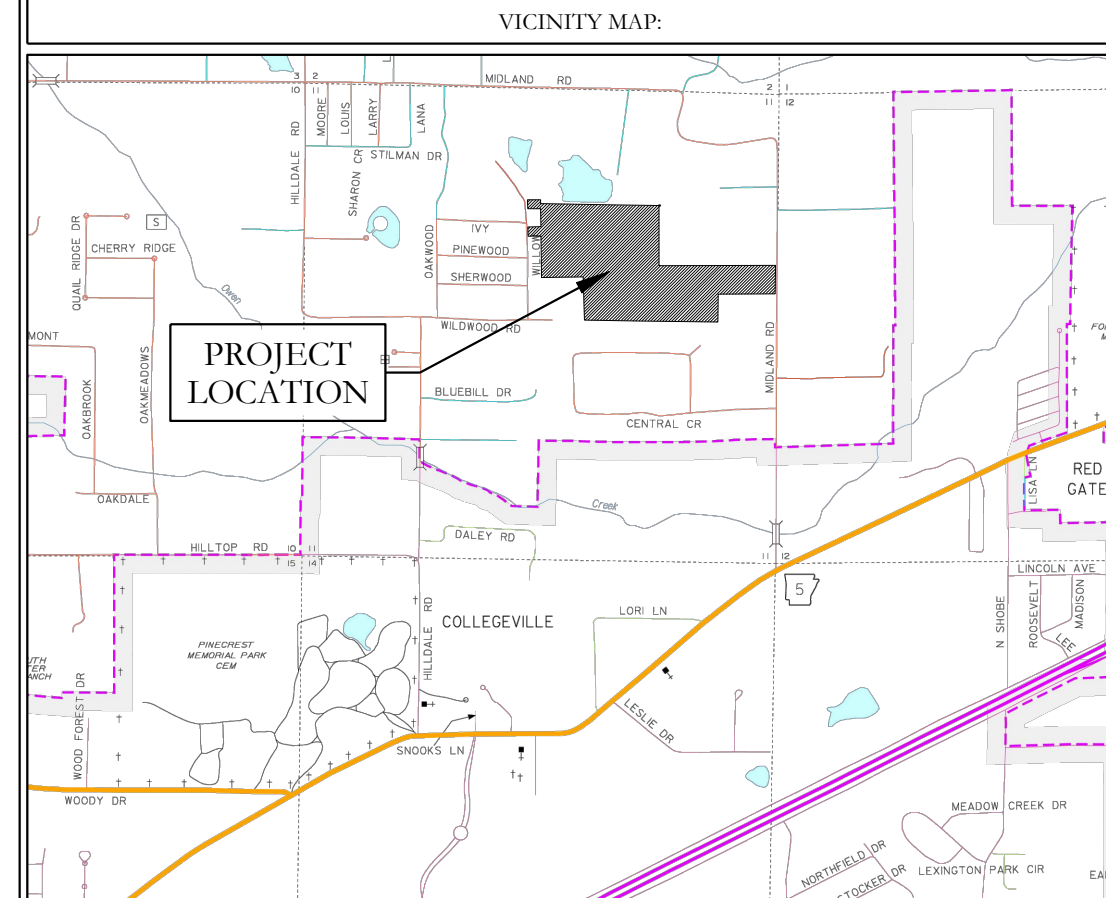 VICINITY MAP:
MIDLAND RD
3 2
10 11
2 1
11 12
HILLDALE RD
MOORE
LOUIS
LARRY
LANA
STILMAN DR
SHARON CR
S
QUAIL RIDGE DR
CHERRY RIDGE
OAKWOOD
IVY
PINEWOOD
SHERWOOD
WILLOW
Owen
WILDWOOD RD
PROJECT
LOCATION
MONT
OAKBROOK
OAKMEADOWS
BLUEBILL DR
MIDLAND RD
CENTRAL CR
FO
M
OAKDALE
Creek
LISA LN
RED
GATE
HILLTOP RD
10 11
15 14
DALEY RD
11 12
5
LINCOLN AVE
N SHOBE
ROOSEVELT
MADISON
LEE
HILLDALE RD
COLLEGEVILLE
LORI LN
PINECREST
MEMORIAL PARK
CEM
UTH
TER
ANCH
WOOD FOREST DR
LESLIE DR
SNOOKS LN
WOODY DR
MEADOW CREEK DR
NORTHFIELD DR
STOCKER DR
LEXINGTON PARK CIR
EA